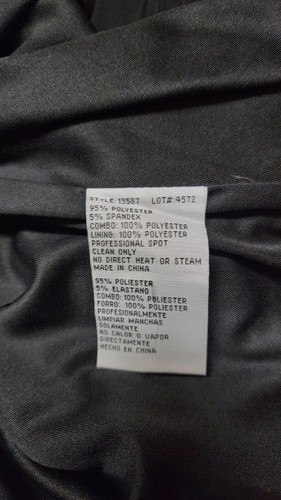 STYLE:13587 LOT#:4572
95% POLYESTER
5% SPANDEX
COMBO: 100% POLYESTER
LINING: 100% POLYESTER
PROFESSIONAL SPOT
CLEAN ONLY
NO DIRECT HEAT OR STEAM
MADE IN CHINA
95% POLIESTER
5% ELASTANO
COMBO: 100% POLIESTER
FORRO: 100% POLIESTER
PROFESIONALMENTE
LIMPIAR MANCHAS
SOLAMENTE
NO CALOR O VAPOR
DIRECTAMENTE
HECHO EN CHINA